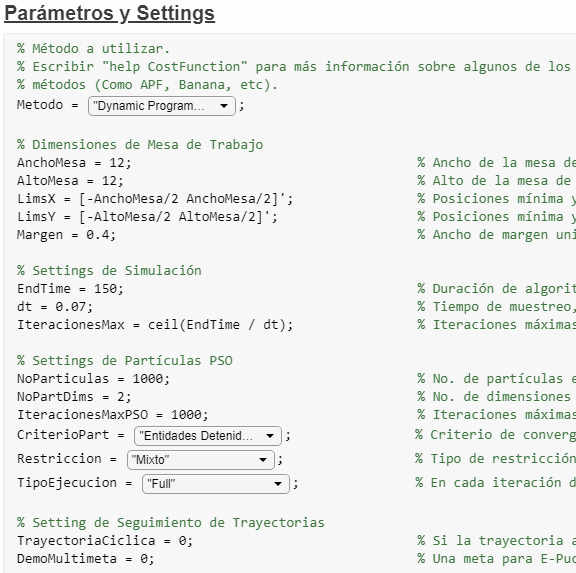 Parámetros y Settings
% Método a utilizar.
% Escribir "help CostFunction" para más información sobre algunos de los
% métodos (Como APF, Banana, etc).
Metodo = "Dynamic Program... ;
% Dimensiones de Mesa de Trabajo
AnchoMesa = 12; % Ancho de la mesa de
AltoMesa = 12; % Alto de la mesa de
LimsX = [-AnchoMesa/2 AnchoMesa/2]'; % Posiciones mínima y
LimsY = [-AltoMesa/2 AltoMesa/2]'; % Posiciones mínima y
Margen = 0.4; % Ancho de margen uni
% Settings de Simulación
EndTime = 150; % Duración de algorit
dt = 0.07; % Tiempo de muestreo,
IteracionesMax = ceil(EndTime / dt); % Iteraciones máximas
% Settings de Partículas PSO
NoParticulas = 1000; % No. de partículas e
NoPartDims = 2; % No. de dimensiones
IteracionesMaxPSO = 1000; % Iteraciones máximas
CriterioPart = "Entidades Detenid... ; % Criterio de converg
Restriccion = "Mixto" ; % Tipo de restricción
TipoEjecucion = "Full" ; % En cada iteración d
% Setting de Seguimiento de Trayectorias
TrayectoriaCiclica = 0; % Si la trayectoria a
DemoMultimeta = 0; % Una meta para E-Puc